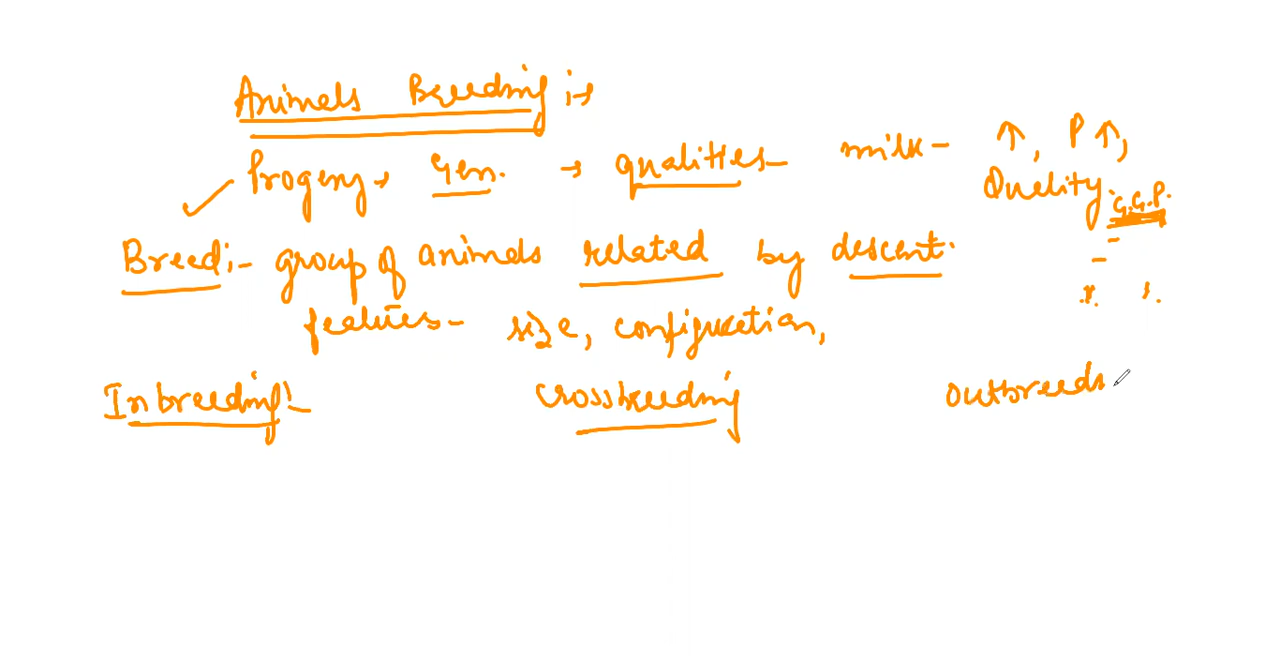 Animals Breeding :→
Progeny → Gen. → qualities – milk – ↑, P ↑,
Quality.
G.G.P.
Breed :- group of animals related by descent.
features – size, configuration,
Inbreeding :-
Crossbreeding
Outbreeds